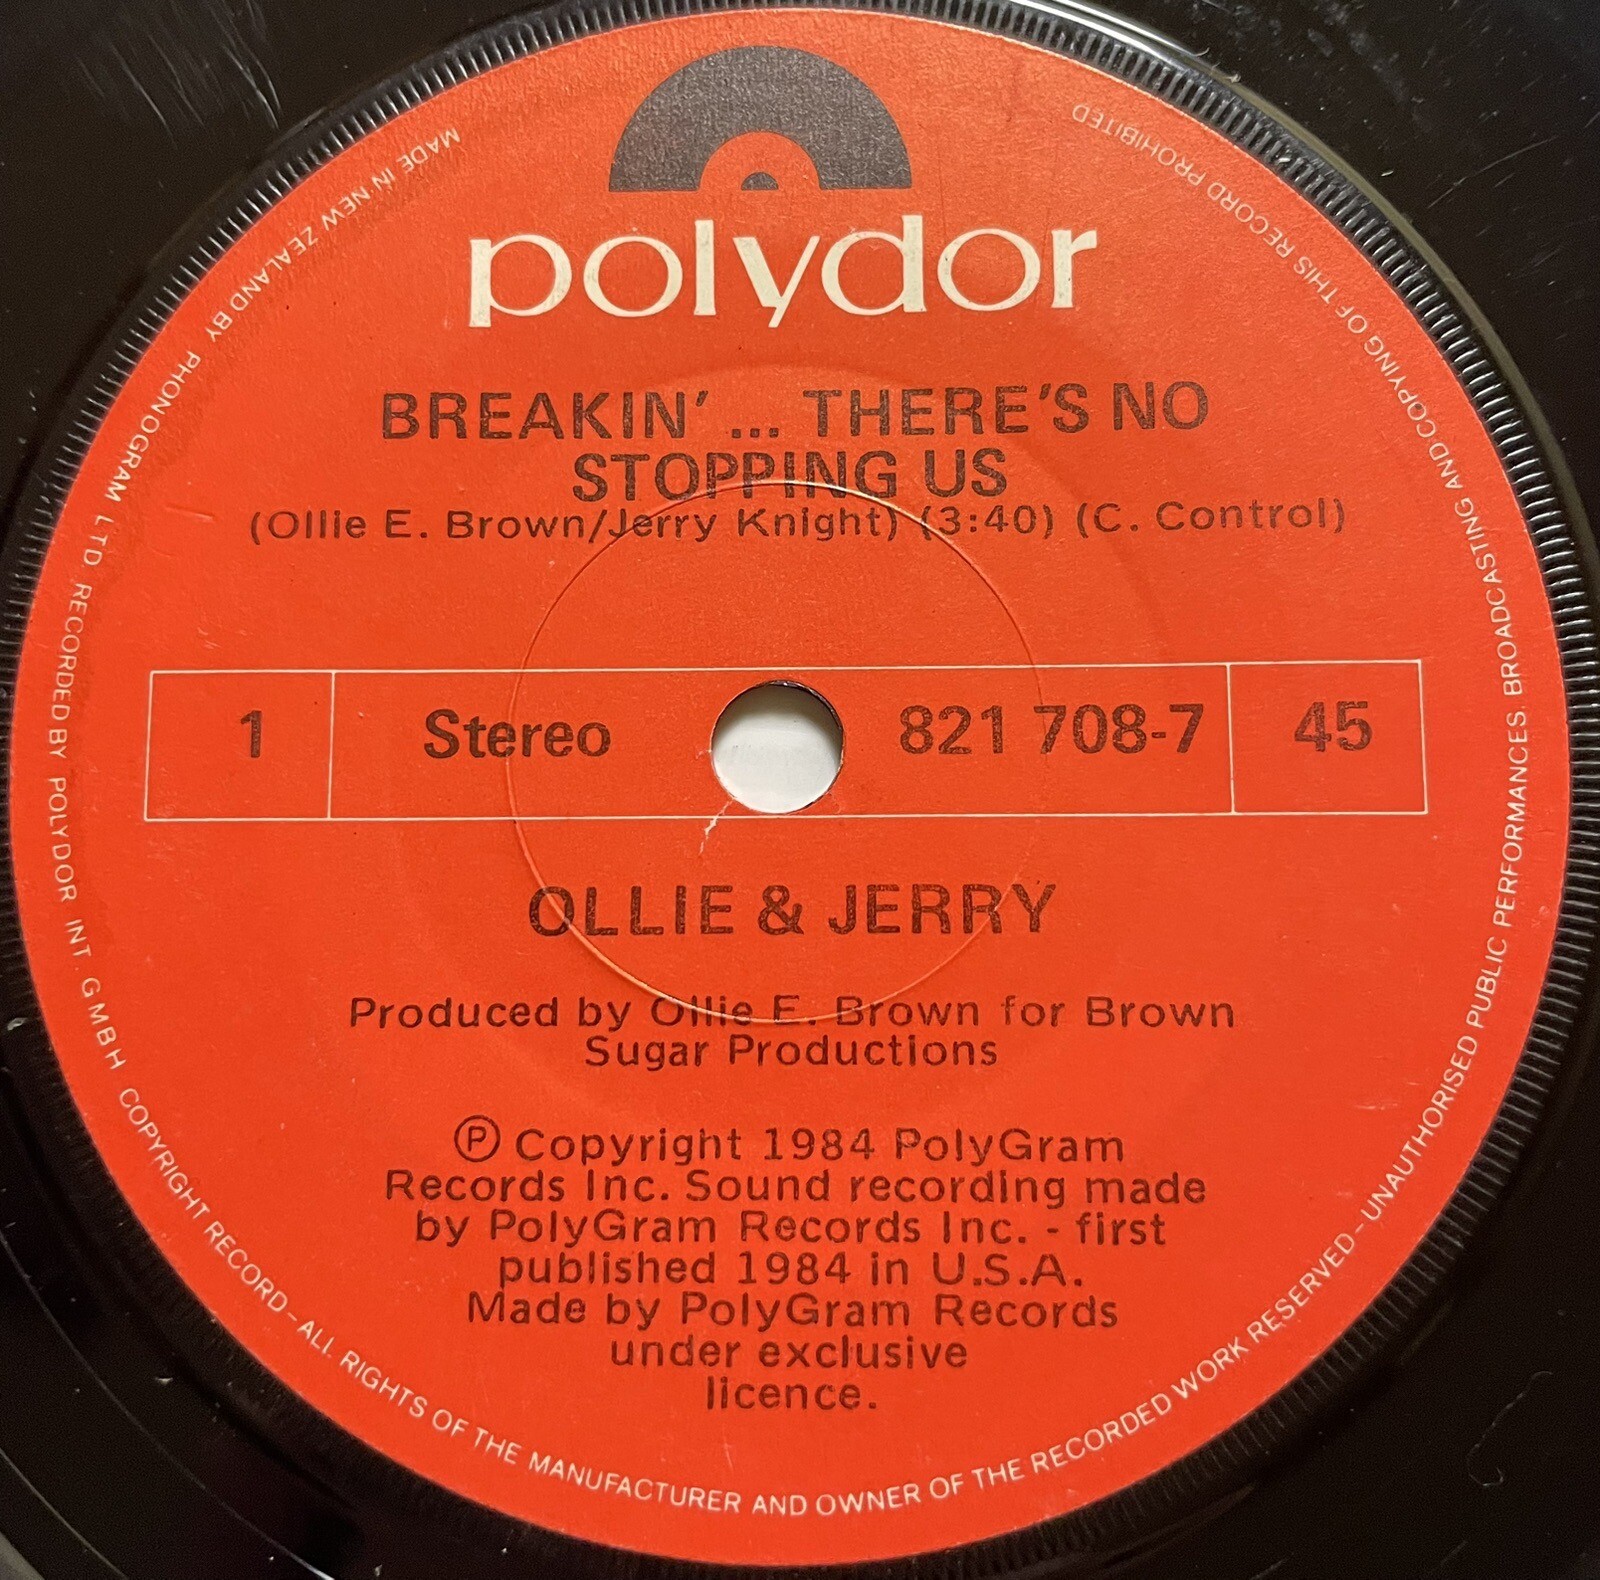 polydor
BREAKIN' ... THERE'S NO
STOPPING US
(Ollie E. Brown/Jerry Knight) (3:40) (C. Control)
1 Stereo 821 708-7 45
OLLIE & JERRY
Produced by Ollie E. Brown for Brown
Sugar Productions
Ⓟ Copyright 1984 PolyGram
Records Inc. Sound recording made
by PolyGram Records Inc. - first
published 1984 in U.S.A.
Made by PolyGram Records
under exclusive
licence.
MADE IN NEW ZEALAND BY PHONOGRAM LTD RECORDED BY POLYDOR INT. GMBH COPYRIGHT RECORD – ALL RIGHTS OF THE MANUFACTURER AND OWNER OF THE RECORDED WORK RESERVED – UNAUTHORISED PUBLIC PERFORMANCES. BROADCASTING AND COPYING OF THIS RECORD PROHIBITED